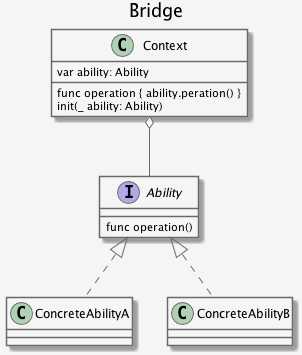 Bridge
C Context
var ability: Ability
func operation { ability.peration() }
init(_ ability: Ability)
I Ability
func operation()
C ConcreteAbilityA
C ConcreteAbilityB